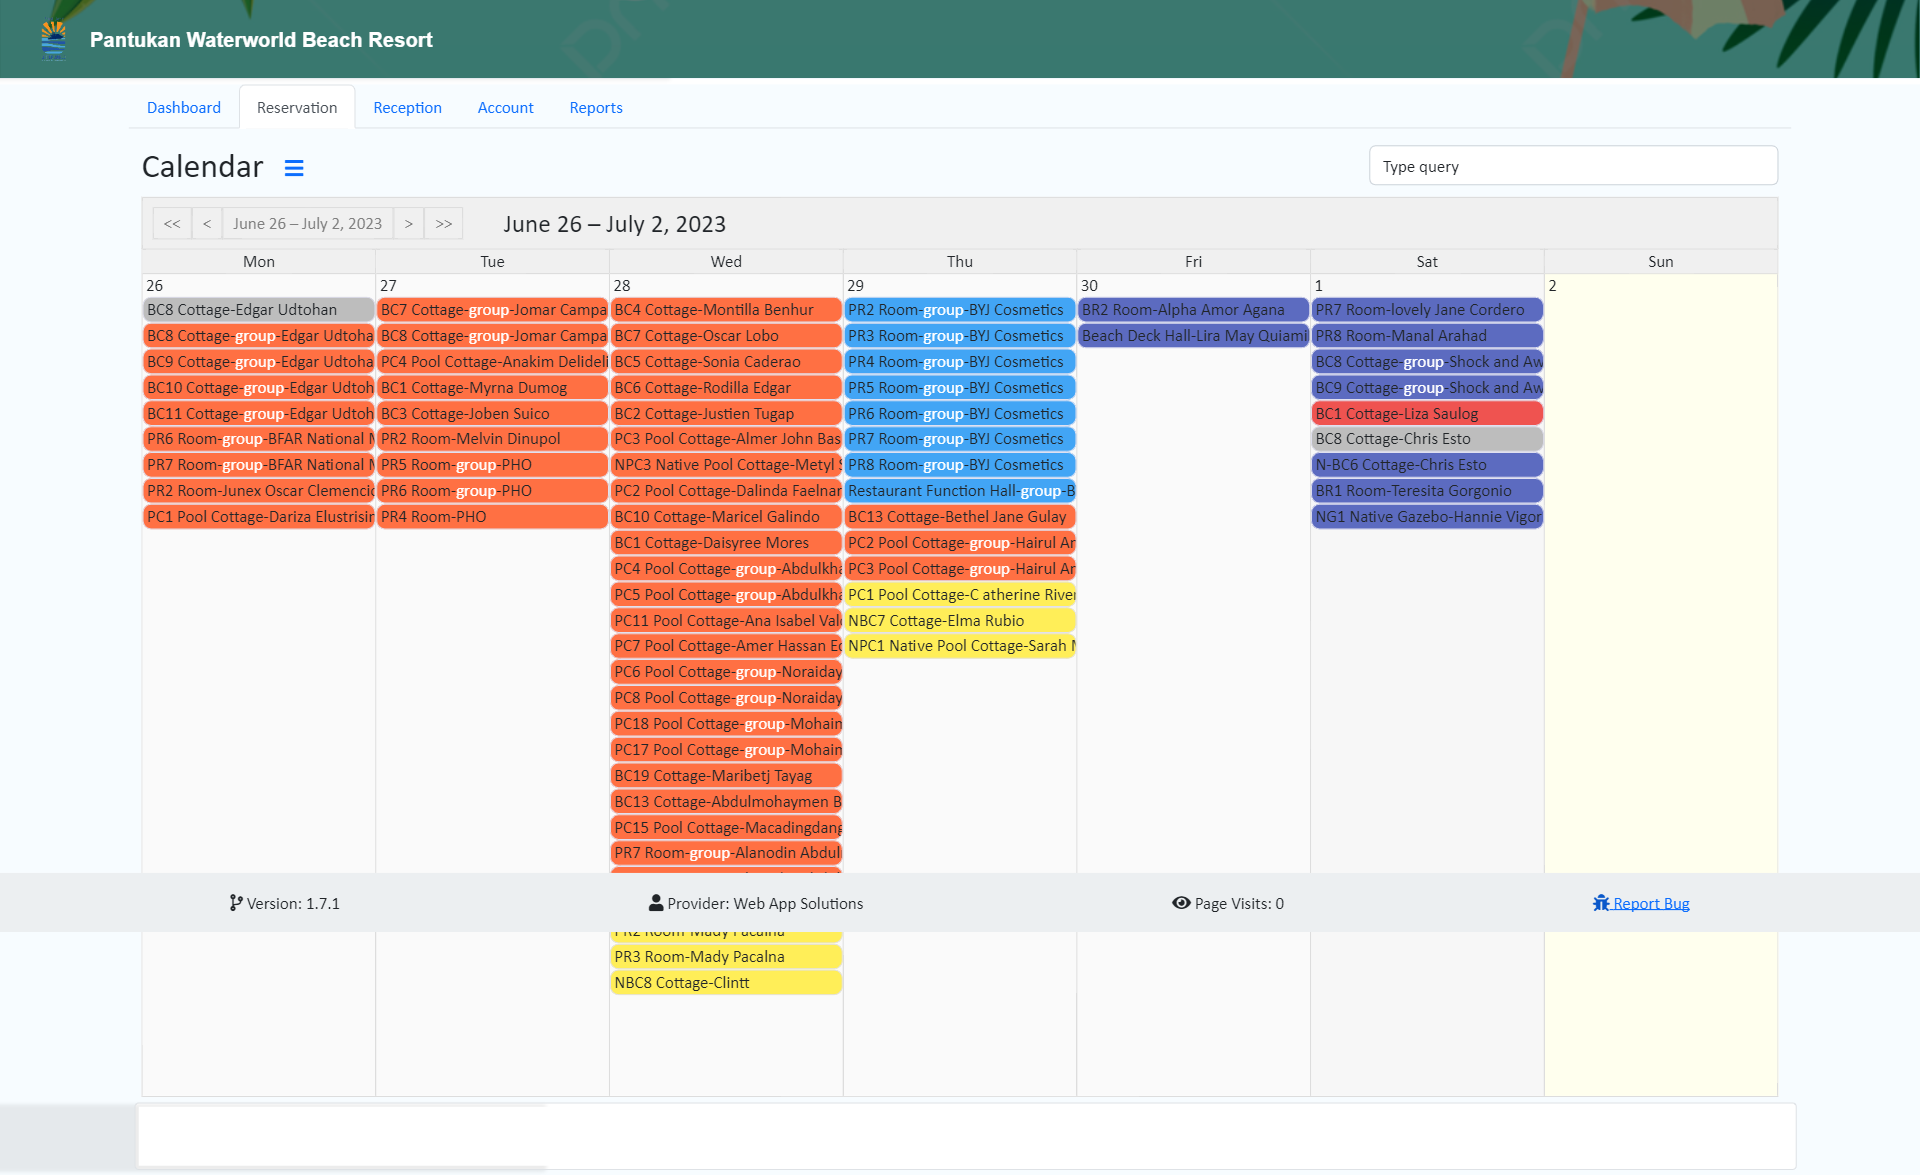 Pantukan Waterworld Beach Resort
Dashboard
Reservation
Reception
Account
Reports
Calendar
Type query
<<
<
June 26 – July 2, 2023
>
>>
June 26 – July 2, 2023
Mon
Tue
Wed
Thu
Fri
Sat
Sun
26
BC8 Cottage-Edgar Udtohan
BC8 Cottage-group-Edgar Udtoha
BC9 Cottage-group-Edgar Udtoha
BC10 Cottage-group-Edgar Udtoh
BC11 Cottage-group-Edgar Udtoh
PR6 Room-group-BFAR National
PR7 Room-group-BFAR National
PR2 Room-Junex Oscar Clemencio
PC1 Pool Cottage-Dariza Elustrisin
27
BC7 Cottage-group-Jomar Campa
BC8 Cottage-group-Jomar Campa
PC4 Pool Cottage-Anakim Delideli
BC1 Cottage-Myrna Dumog
BC3 Cottage-Joben Suico
PR2 Room-Melvin Dinupol
PR5 Room-group-PHO
PR6 Room-group-PHO
PR4 Room-PHO
28
BC4 Cottage-Montilla Benhur
BC7 Cottage-Oscar Lobo
BC5 Cottage-Sonia Caderao
BC6 Cottage-Rodilla Edgar
BC2 Cottage-Justien Tugap
PC3 Pool Cottage-Almer John Bas
NPC3 Native Pool Cottage-Metyl S
PC2 Pool Cottage-Dalinda Faelnar
BC10 Cottage-Maricel Galindo
BC1 Cottage-Daisyree Mores
PC4 Pool Cottage-group-Abdulkha
PC5 Pool Cottage-group-Abdulkha
PC11 Pool Cottage-Ana Isabel Val
PC7 Pool Cottage-Amer Hassan E
PC6 Pool Cottage-group-Noraiday
PC8 Pool Cottage-group-Noraiday
PC18 Pool Cottage-group-Mohain
PC17 Pool Cottage-group-Mohain
BC19 Cottage-Maribetj Tayag
BC13 Cottage-Abdulmohaymen B
PC15 Pool Cottage-Macadingdang
PR7 Room-group-Alanodin Abdul
PR2 Room-Mady Pacalna
PR3 Room-Mady Pacalna
NBC8 Cottage-Clintt
29
PR2 Room-group-BYJ Cosmetics
PR3 Room-group-BYJ Cosmetics
PR4 Room-group-BYJ Cosmetics
PR5 Room-group-BYJ Cosmetics
PR6 Room-group-BYJ Cosmetics
PR7 Room-group-BYJ Cosmetics
PR8 Room-group-BYJ Cosmetics
Restaurant Function Hall-group-B
BC13 Cottage-Bethel Jane Gulay
PC2 Pool Cottage-group-Hairul Ar
PC3 Pool Cottage-group-Hairul Ar
PC1 Pool Cottage-C atherine River
NBC7 Cottage-Elma Rubio
NPC1 Native Pool Cottage-Sarah
30
BR2 Room-Alpha Amor Agana
Beach Deck Hall-Lira May Quiami
1
PR7 Room-lovely Jane Cordero
PR8 Room-Manal Arahad
BC8 Cottage-group-Shock and Aw
BC9 Cottage-group-Shock and Aw
BC1 Cottage-Liza Saulog
BC8 Cottage-Chris Esto
N-BC6 Cottage-Chris Esto
BR1 Room-Teresita Gorgonio
NG1 Native Gazebo-Hannie Vigor
2
Version: 1.7.1
Provider: Web App Solutions
Page Visits: 0
Report Bug